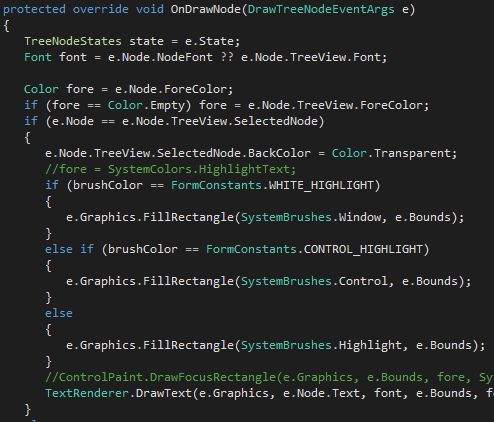 protected override void OnDrawNode(DrawTreeNodeEventArgs e)
{
TreeNodeStates state = e.State;
Font font = e.Node.NodeFont ?? e.Node.TreeView.Font;
Color fore = e.Node.ForeColor;
if (fore == Color.Empty) fore = e.Node.TreeView.ForeColor;
if (e.Node == e.Node.TreeView.SelectedNode)
{
e.Node.TreeView.SelectedNode.BackColor = Color.Transparent;
//fore = SystemColors.HighlightText;
if (brushColor == FormConstants.WHITE_HIGHLIGHT)
{
e.Graphics.FillRectangle(SystemBrushes.Window, e.Bounds);
}
else if (brushColor == FormConstants.CONTROL_HIGHLIGHT)
{
e.Graphics.FillRectangle(SystemBrushes.Control, e.Bounds);
}
else
{
e.Graphics.FillRectangle(SystemBrushes.Highlight, e.Bounds);
}
//ControlPaint.DrawFocusRectangle(e.Graphics, e.Bounds, fore, Sy
TextRenderer.DrawText(e.Graphics, e.Node.Text, font, e.Bounds, fo
}